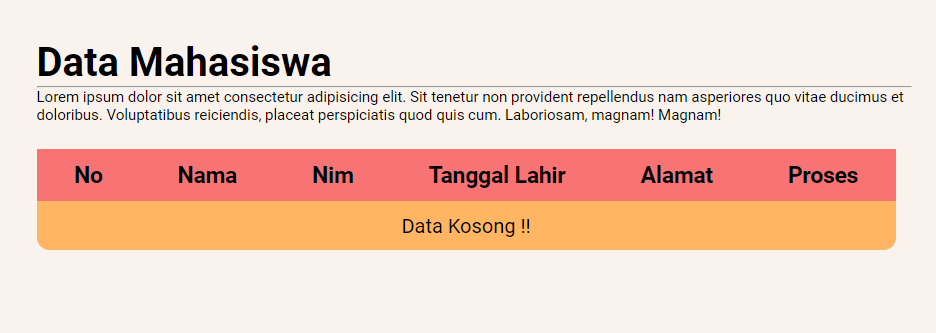 Data Mahasiswa
Lorem ipsum dolor sit amet consectetur adipisicing elit. Sit tenetur non provident repellendus nam asperiores quo vitae ducimus et
doloribus. Voluptatibus reiciendis, placeat perspiciatis quod quis cum. Laboriosam, magnam! Magnam!
No Nama Nim Tanggal Lahir Alamat Proses
Data Kosong !!